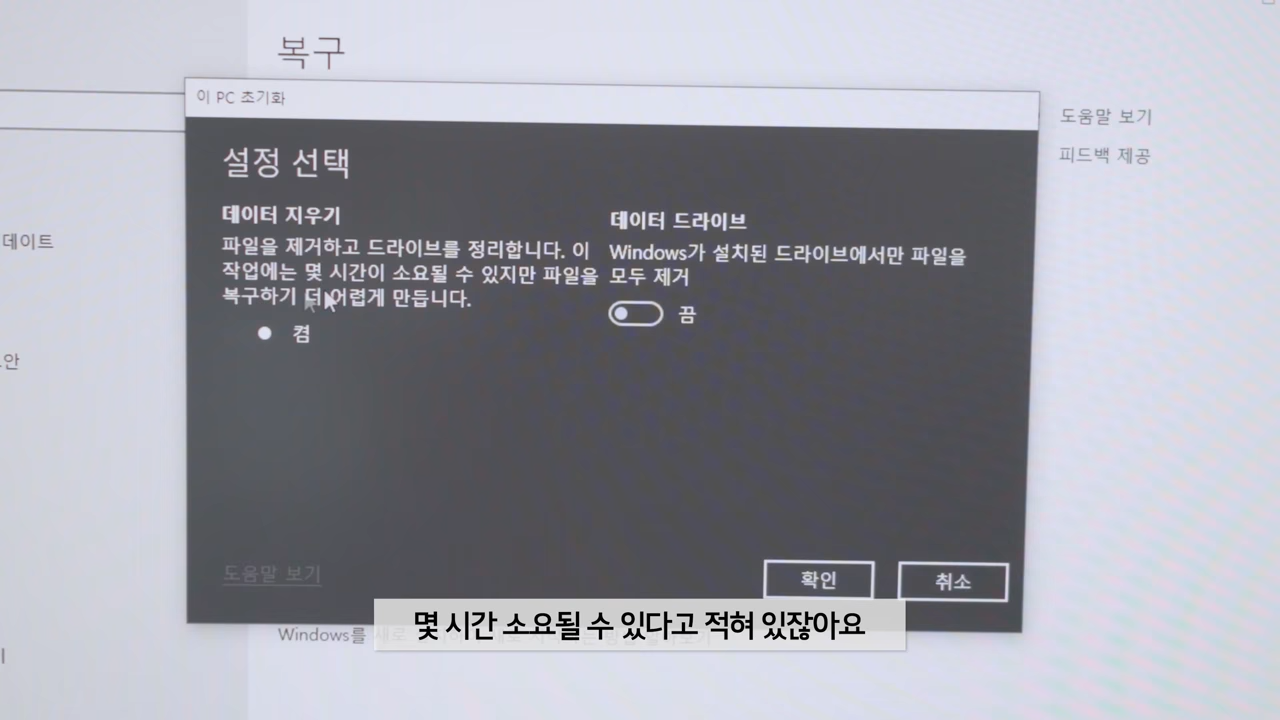 복구
이 PC 초기화
도움말 보기
피드백 제공
설정 선택
데이터 지우기
파일을 제거하고 드라이브를 정리합니다. 이
작업에는 몇 시간이 소요될 수 있지만 파일을
복구하기 더 어렵게 만듭니다.
켬
데이터 드라이브
Windows가 설치된 드라이브에서만 파일을
모두 제거
끔
데이트
안
도움말 보기
확인
취소
Windows를
몇 시간 소요될 수 있다고 적혀 있잖아요